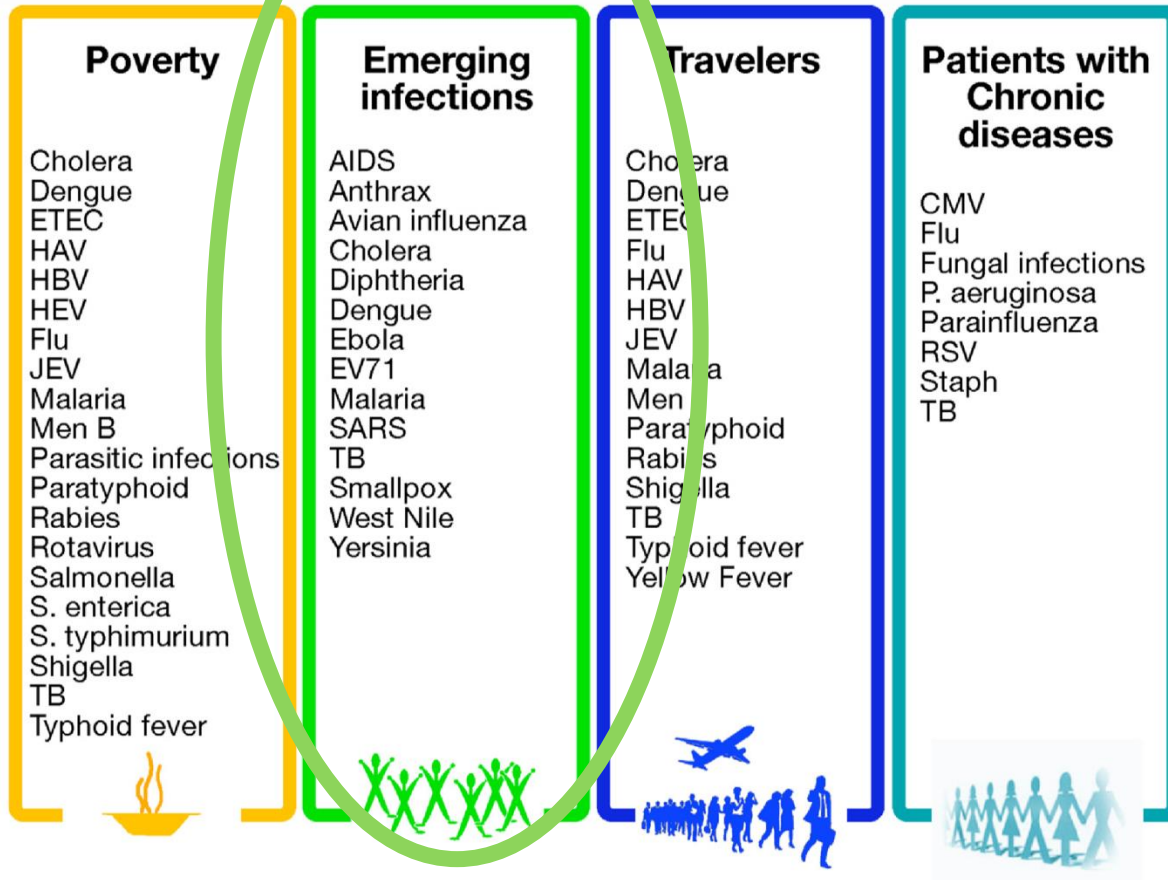 Poverty
Cholera
Dengue
ETEC
HAV
HBV
HEV
Flu
JEV
Malaria
Men B
Parasitic infections
Paratyphoid
Rabies
Rotavirus
Salmonella
S. enterica
S. typhimurium
Shigella
TB
Typhoid fever
Emerging
infections
AIDS
Anthrax
Avian influenza
Cholera
Diphtheria
Dengue
Ebola
EV71
Malaria
SARS
TB
Smallpox
West Nile
Yersinia
Travelers
Cholera
Dengue
ETEC
Flu
HAV
HBV
JEV
Malaria
Men
Paratyphoid
Rabies
Shigella
TB
Typhoid fever
Yellow Fever
Patients with
Chronic
diseases
CMV
Flu
Fungal infections
P. aeruginosa
Parainfluenza
RSV
Staph
TB